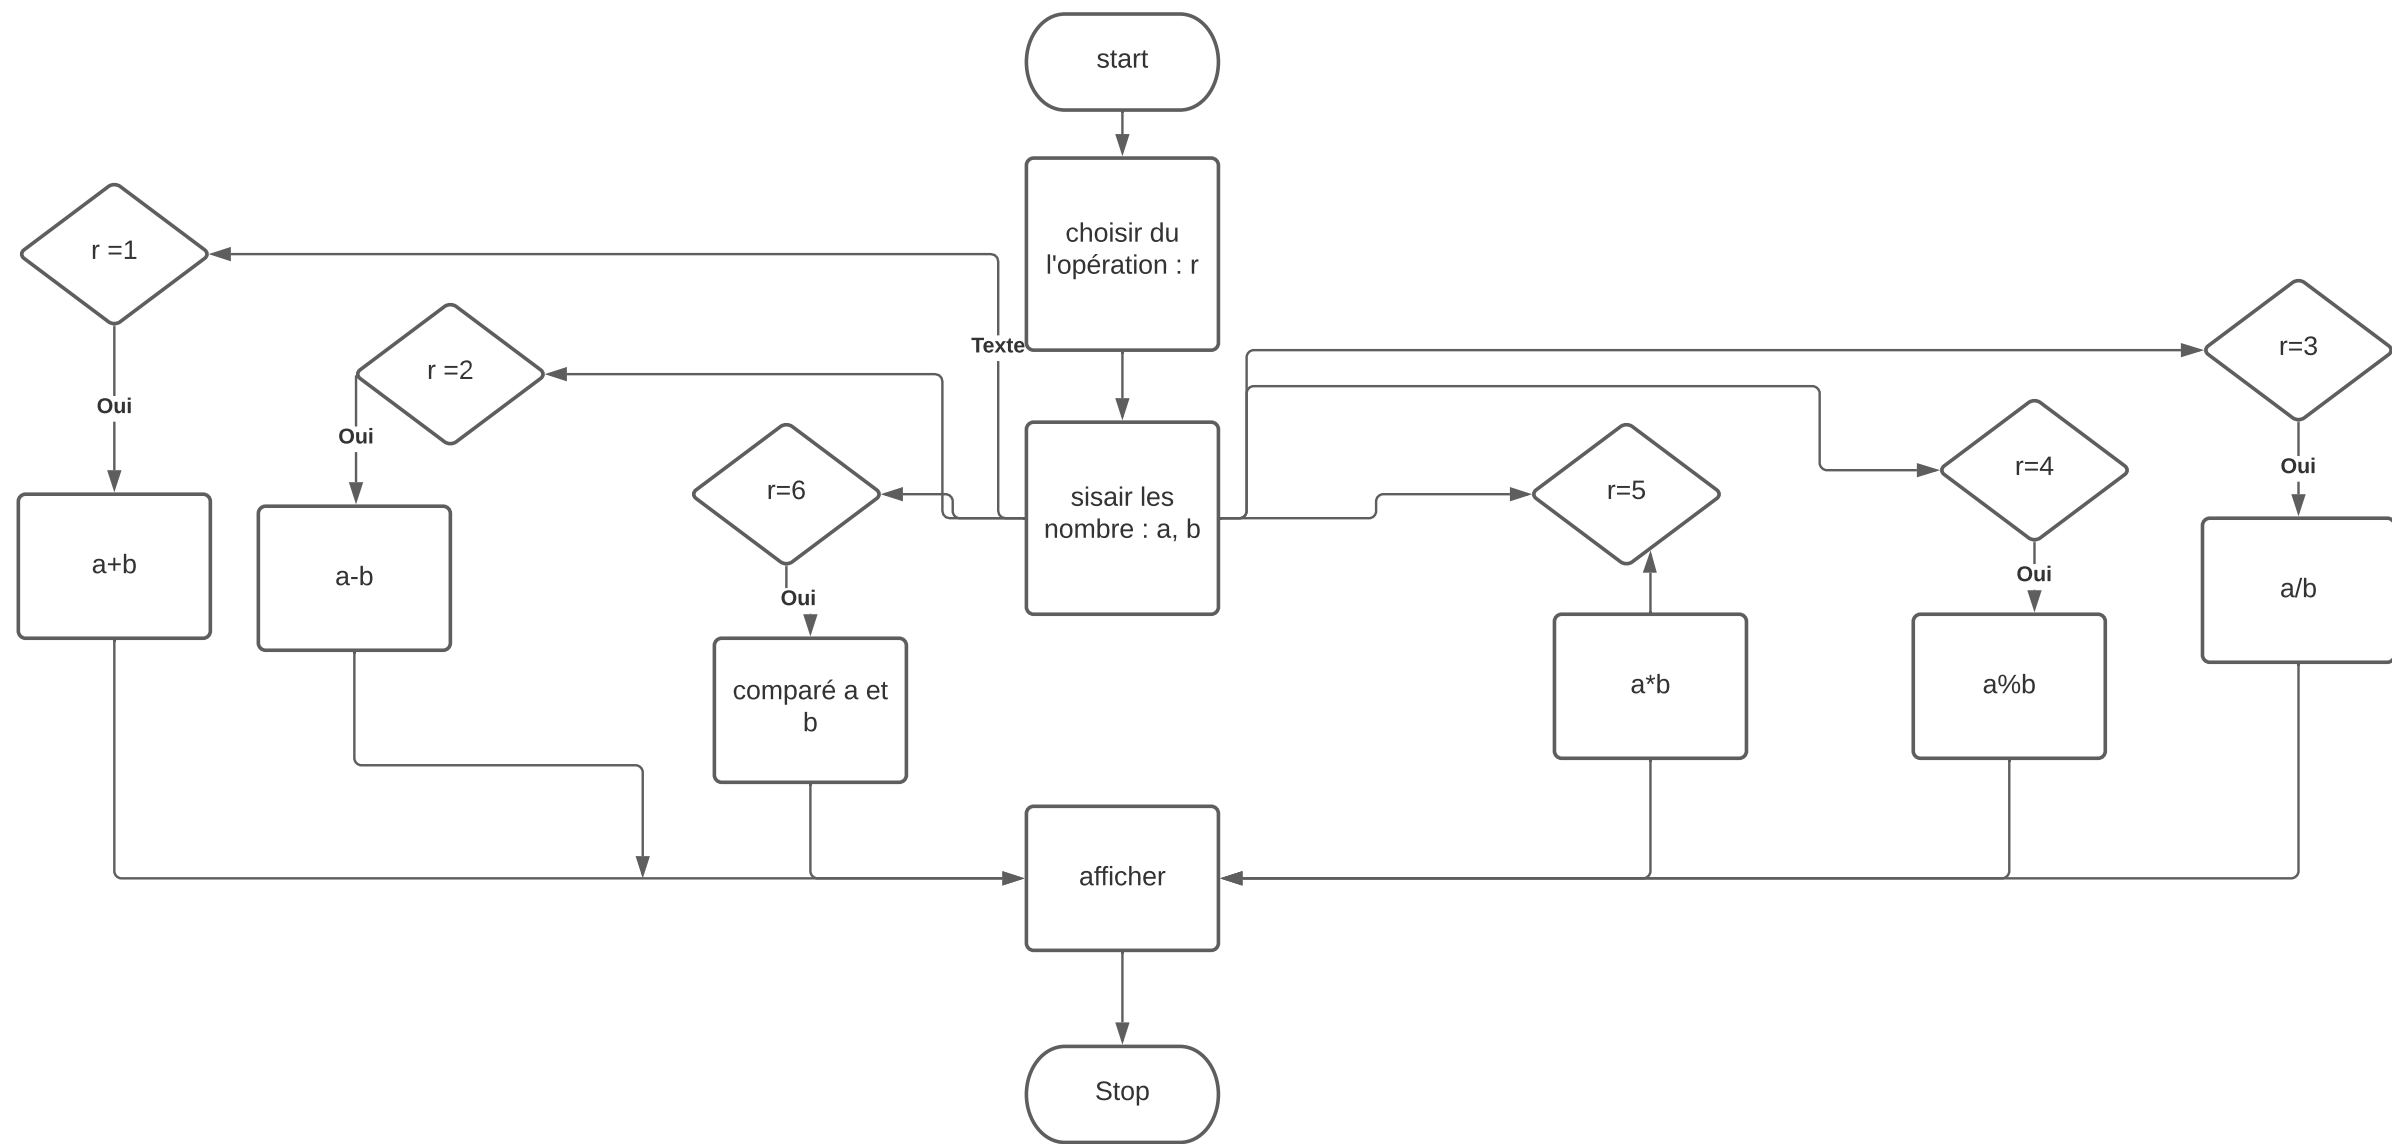 start
choisir du
l'opération : r
r =1
Texte
r =2
r=3
Oui
Oui
r=6
sisair les
nombre : a, b
r=5
r=4
Oui
a+b
a-b
Oui
Oui
a/b
comparé a et
b
a*b
a%b
afficher
Stop